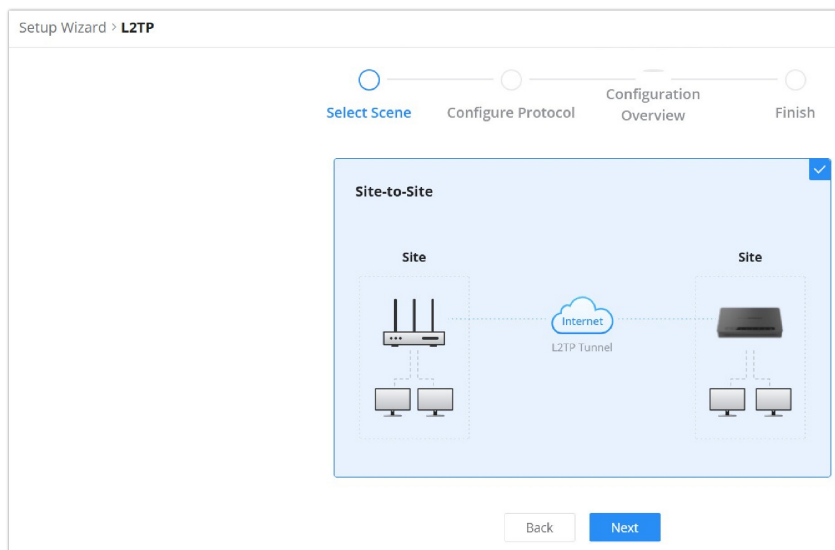 Setup Wizard > L2TP
Select Scene
Configure Protocol
Configuration
Overview
Finish
Site-to-Site
Site
Site
Internet
L2TP Tunnel
Back
Next